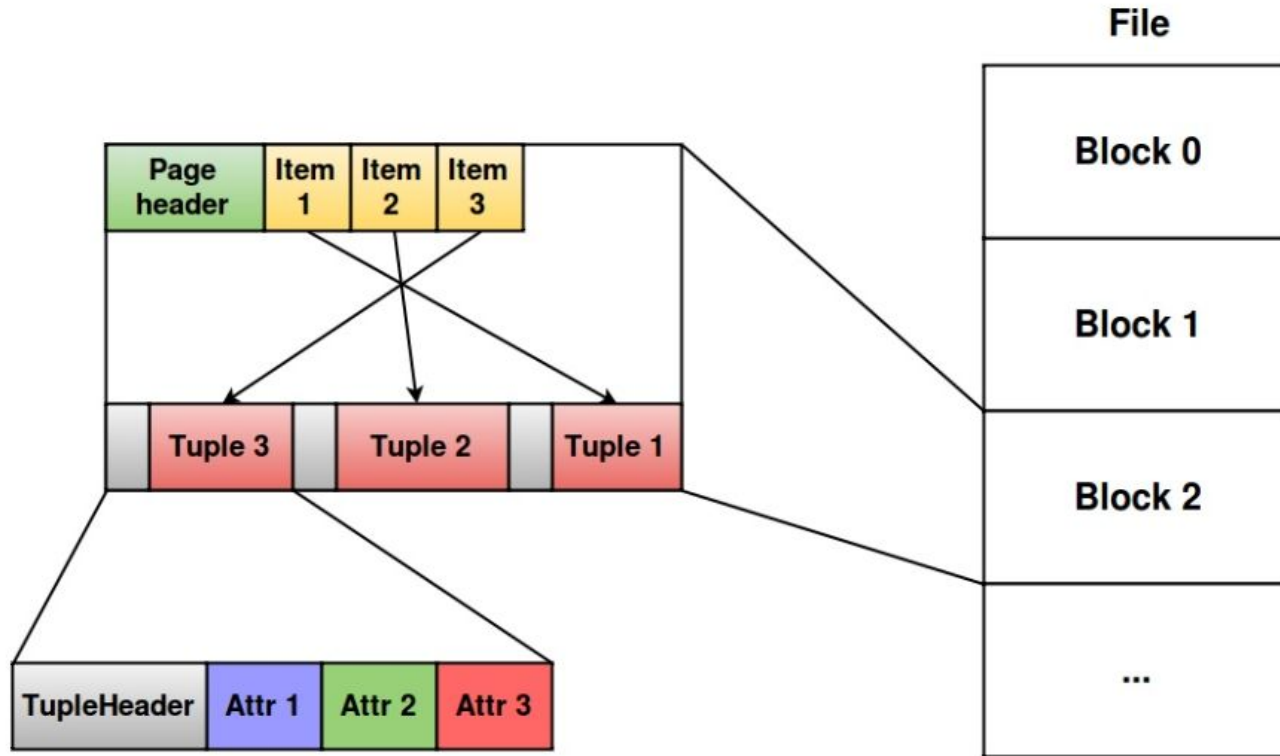 File
Block 0
Page
header
Item
1
Item
2
Item
3
Block 1
Tuple 3
Tuple 2
Tuple 1
Block 2
TupleHeader
Attr 1
Attr 2
Attr 3
...